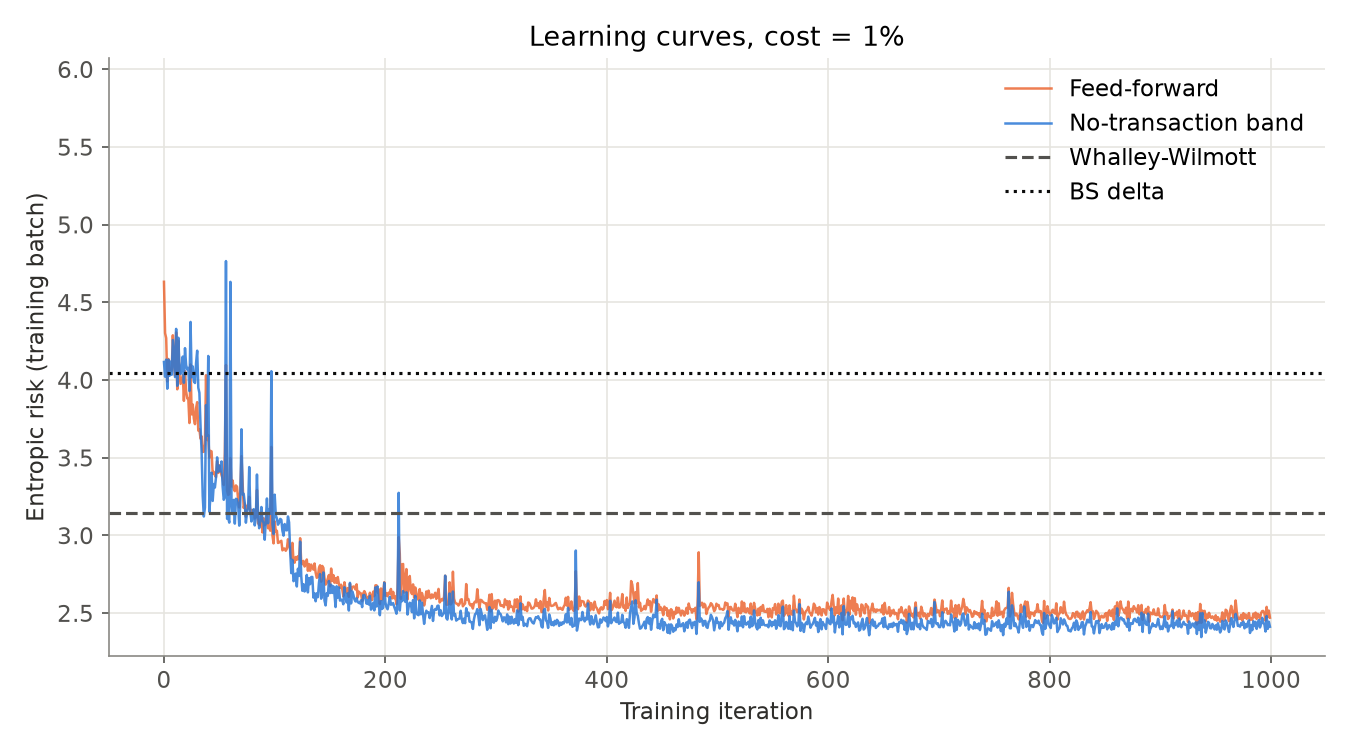 Learning curves, cost = 1%
6.0
5.5
5.0
4.5
4.0
3.5
3.0
2.5
Entropic risk (training batch)
Feed-forward
No-transaction band
Whalley-Wilmott
BS delta
0
200
400
600
800
1000
Training iteration